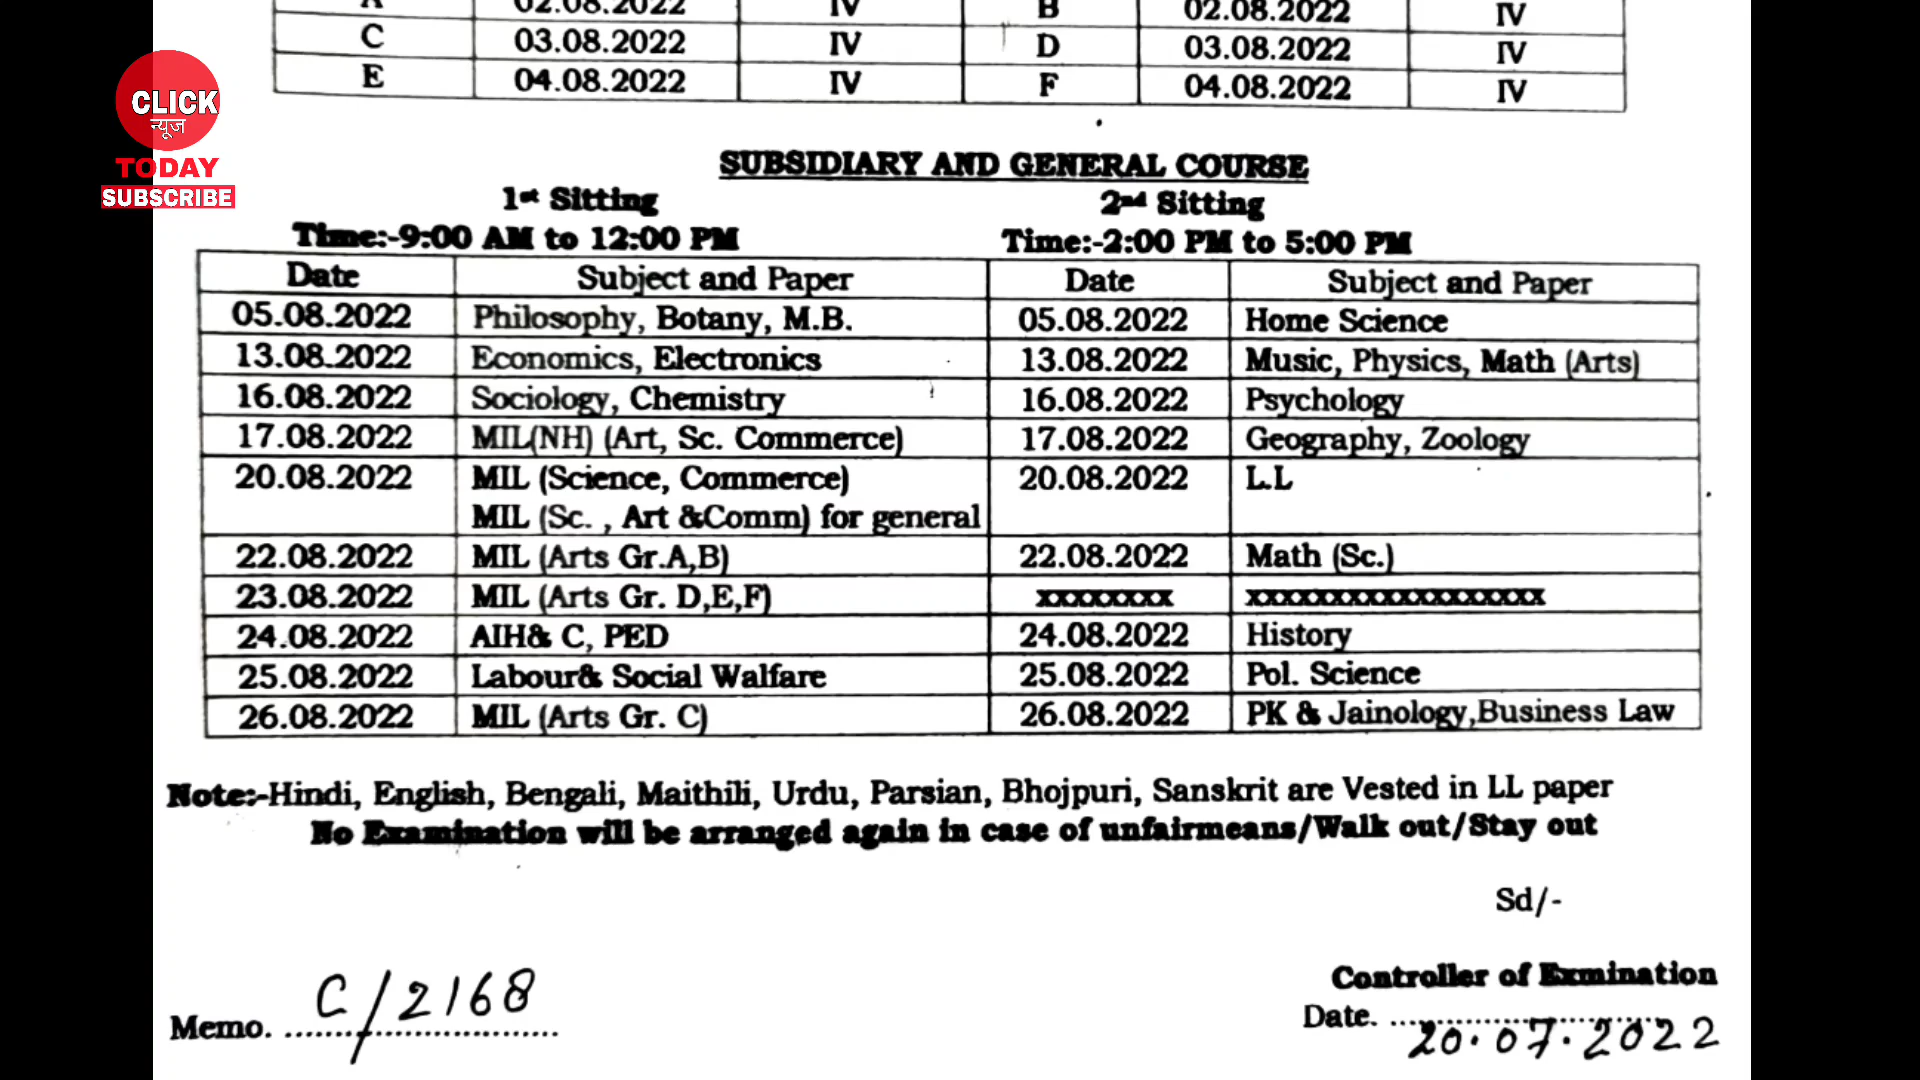 A 02.08.2022 IV B 02.08.2022 IV
C 03.08.2022 IV D 03.08.2022 IV
E 04.08.2022 IV F 04.08.2022 IV
CLICK
न्यूज
TODAY
SUBSCRIBE
SUBSIDIARY AND GENERAL COURSE
1st Sitting 2nd Sitting
Time:-9:00 AM to 12:00 PM Time:-2:00 PM to 5:00 PM
Date Subject and Paper Date Subject and Paper
05.08.2022 Philosophy, Botany, M.B. 05.08.2022 Home Science
13.08.2022 Economics, Electronics 13.08.2022 Music, Physics, Math (Arts)
16.08.2022 Sociology, Chemistry 16.08.2022 Psychology
17.08.2022 MIL(NH) (Art, Sc. Commerce) 17.08.2022 Geography, Zoology
20.08.2022 MIL (Science, Commerce) 20.08.2022 L.L
MIL (Sc. , Art &Comm) for general
22.08.2022 MIL (Arts Gr.A,B) 22.08.2022 Math (Sc.)
23.08.2022 MIL (Arts Gr. D,E,F) xxxxxxxx xxxxxxxxxxxxxxxxxx
24.08.2022 AIH& C, PED 24.08.2022 History
25.08.2022 Labour& Social Walfare 25.08.2022 Pol. Science
26.08.2022 MIL (Arts Gr. C) 26.08.2022 PK & Jainology,Business Law
Note:-Hindi, English, Bengali, Maithili, Urdu, Parsian, Bhojpuri, Sanskrit are Vested in LL paper
No Examination will be arranged again in case of unfairmeans/Walk out/Stay out
Sd/-
Controller of Exmination
Memo. C/2168
Date. 20.07.2022